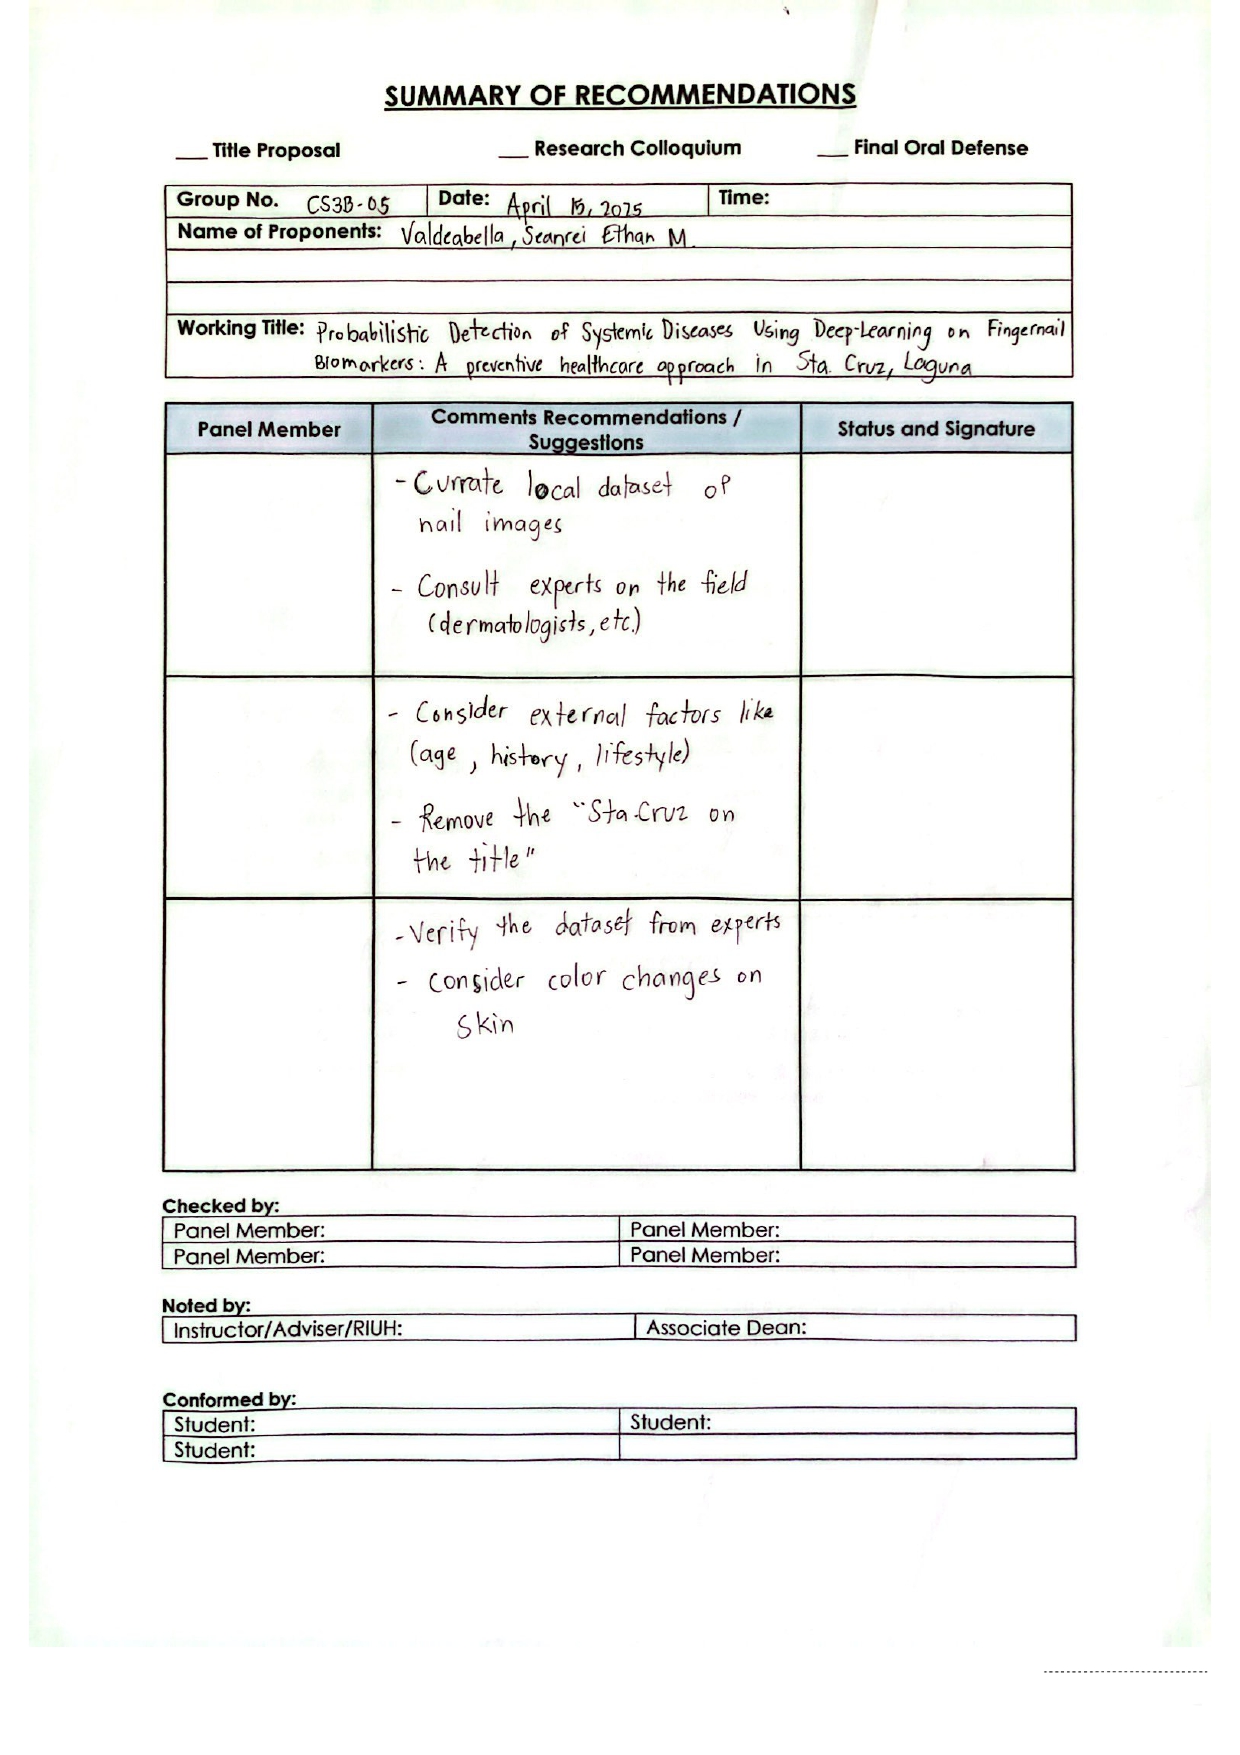 SUMMARY OF RECOMMENDATIONS
___ Title Proposal ___ Research Colloquium ___ Final Oral Defense
Group No. CS3B-05 Date: April 15, 2025 Time:
Name of Proponents: Valdeabella, Seanrei Ethan M.
Working Title: Probabilistic Detection of Systemic Diseases Using Deep-Learning on Fingernail
Biomarkers: A preventive healthcare approach in Sta. Cruz, Laguna
Panel Member Comments Recommendations / Suggestions Status and Signature
- Currate local dataset of
nail images
- Consult experts on the field
(dermatologists, etc.)
- Consider external factors like
(age, history, lifestyle)
- Remove the "Sta.Cruz on
the title"
- Verify the dataset from experts
- Consider color changes on
skin
Checked by:
Panel Member: Panel Member:
Panel Member: Panel Member:
Noted by:
Instructor/Adviser/RIUH: Associate Dean:
Conformed by:
Student: Student:
Student: